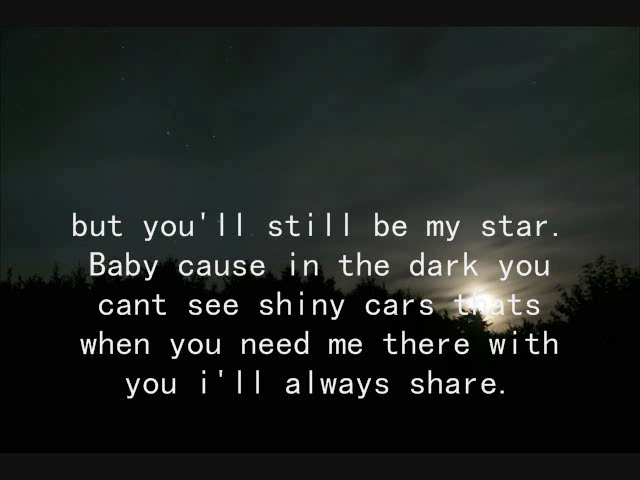 but you'll still be my star.
Baby cause in the dark you
cant see shiny cars thats
when you need me there with
you i'll always share.